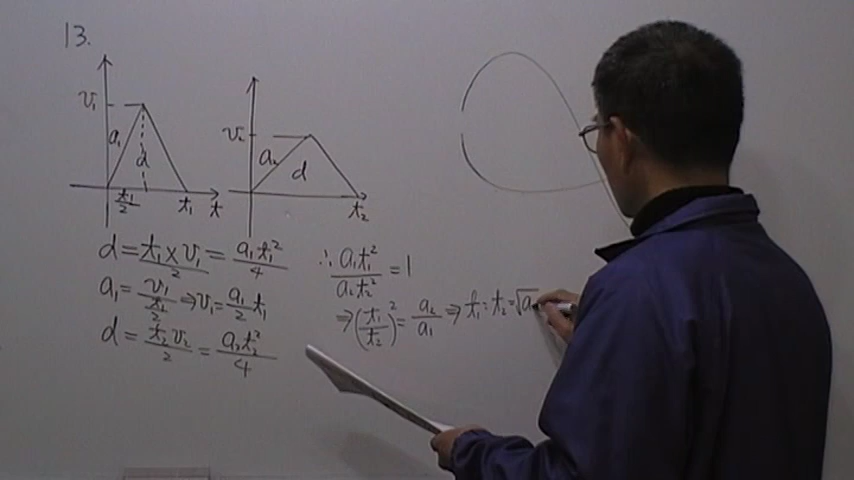 13.
v₁
a₁
d
t₁/2
t₁
t
v₂
a₂
d
t₂
d = t₁×v₁/2 = a₁t₁²/4
a₁ = v₁/(t₁/2) ⇒ v₁ = a₁/2 t₁
d = t₂v₂/2 = a₂t₂²/4
∴ a₁t₁²/a₂t₂² = 1
⇒ (t₁/t₂)² = a₂/a₁ ⇒ t₁ : t₂ = √a